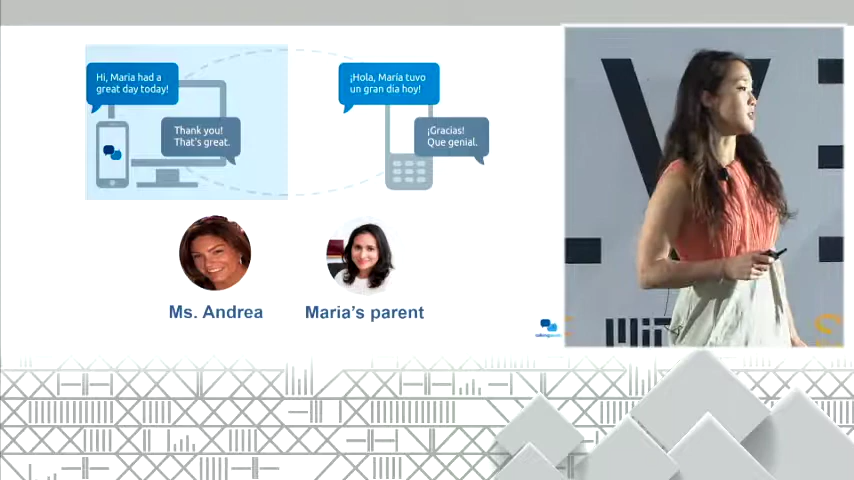 Hi, Maria had a
great day today!
Thank you!
That's great.
¡Hola, María tuvo
un gran día hoy!
¡Gracias!
Que genial.
Ms. Andrea
Maria's parent
MIT